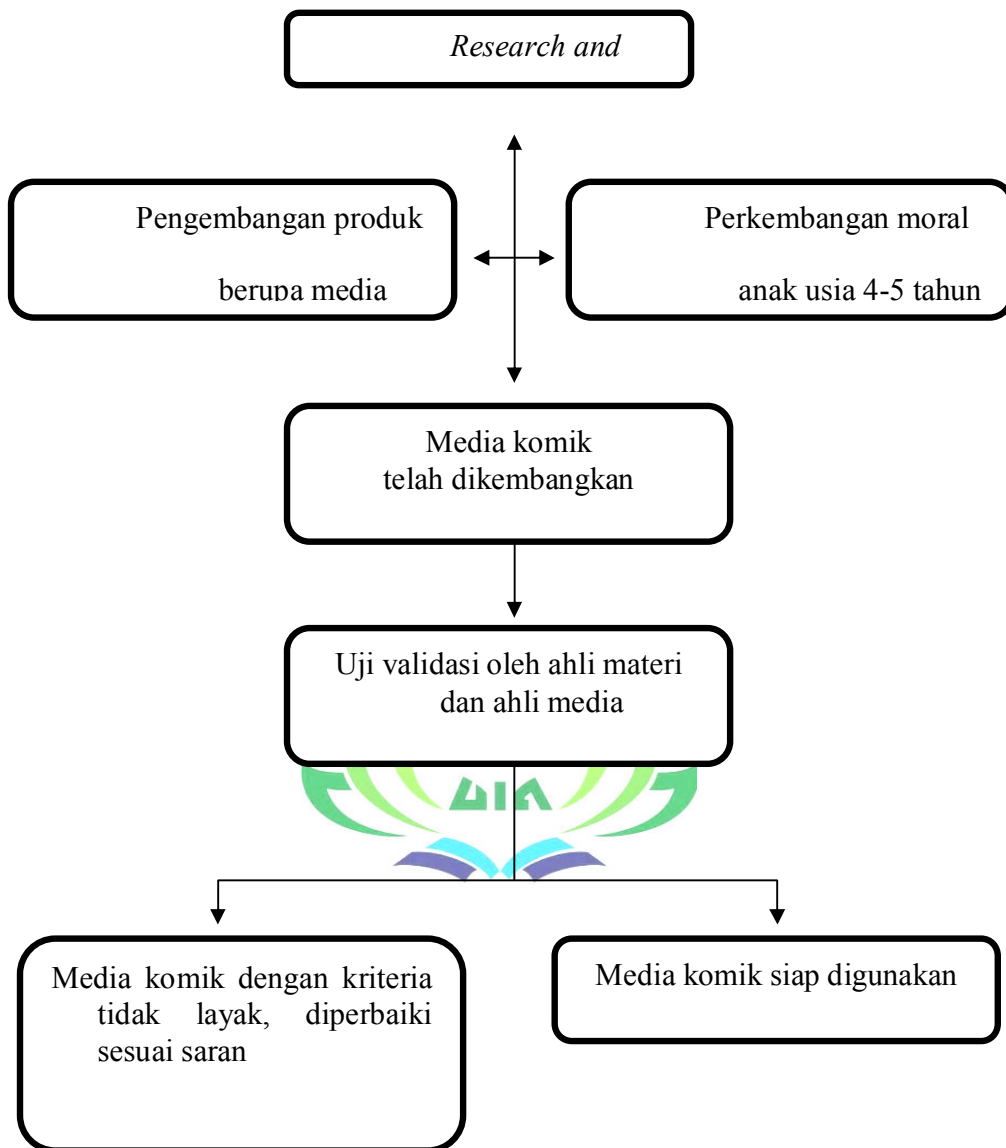 Research and
Pengembangan produk
berupa media
Perkembangan moral
anak usia 4-5 tahun
Media komik
telah dikembangkan
Uji validasi oleh ahli materi
dan ahli media
Media komik dengan kriteria
tidak layak, diperbaiki
sesuai saran
Media komik siap digunakan